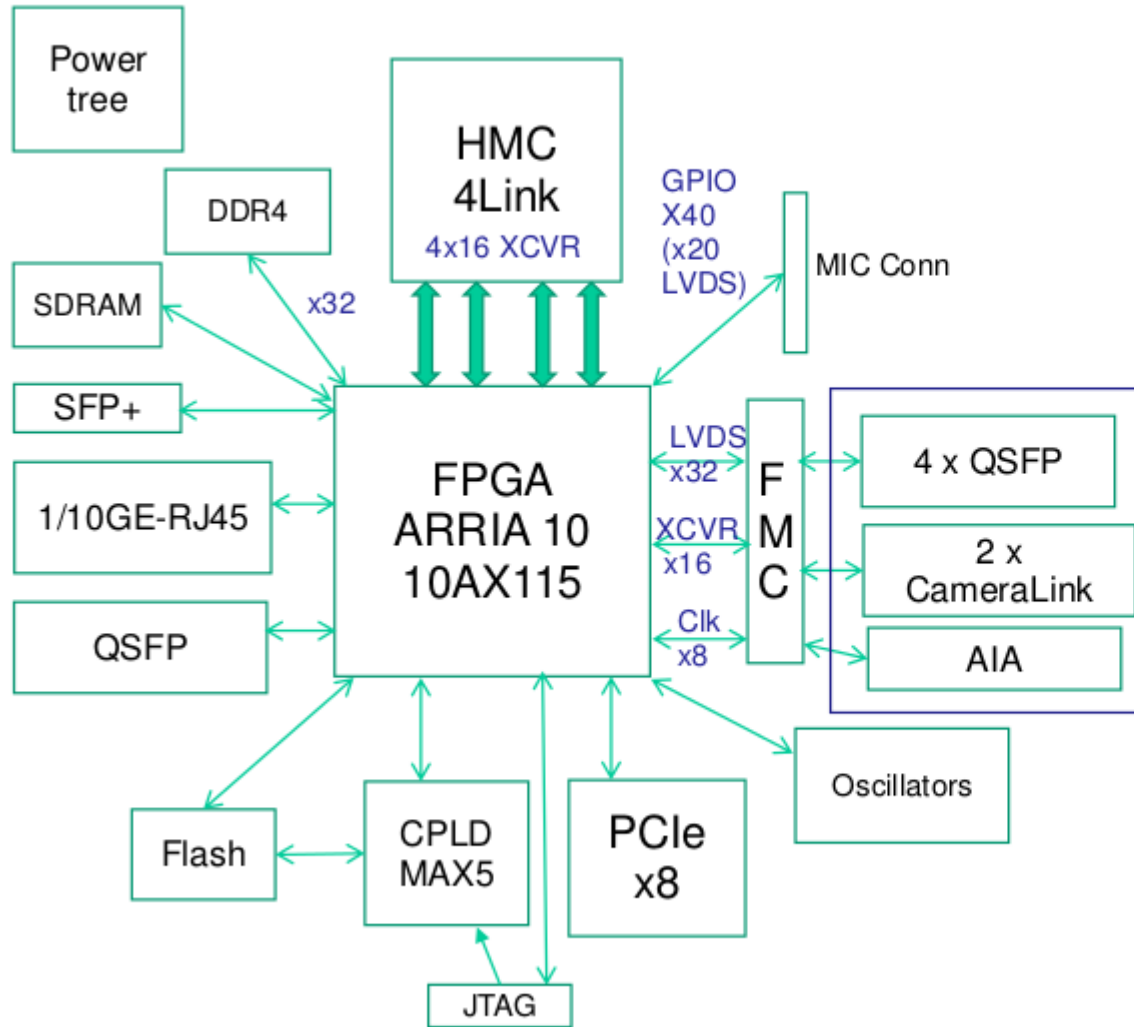 Power
tree
HMC
4Link
4x16 XCVR
GPIO
X40
(x20
LVDS)
MIC Conn
DDR4
x32
SDRAM
SFP+
1/10GE-RJ45
QSFP
FPGA
ARRIA 10
10AX115
LVDS
x32
XCVR
x16
Clk
x8
F
M
C
4 x QSFP
2 x
CameraLink
AIA
Oscillators
Flash
CPLD
MAX5
PCIe
x8
JTAG